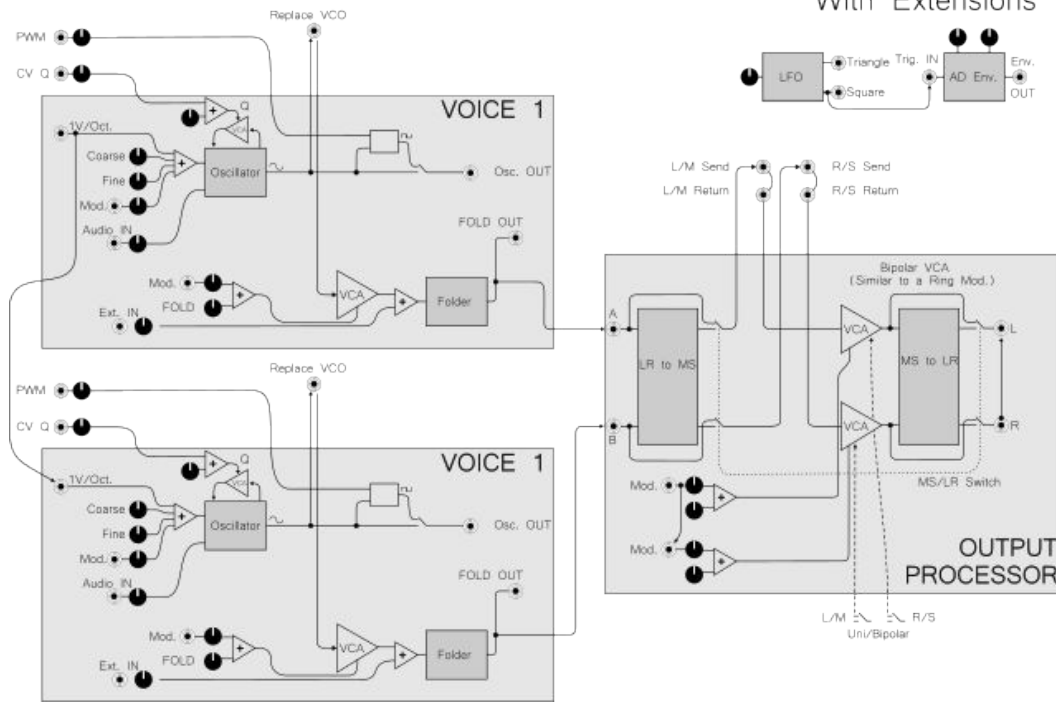 With Extensions
Replace VCO
PWM
CV Q
Q
VCA
VOICE 1
1V/Oct.
Coarse
Fine
Mod.
Audio IN
Oscillator
Osc. OUT
FOLD OUT
Mod.
FOLD
Ext. IN
VCA
Folder
LFO
Triangle
Square
Trig. IN
AD Env.
Env.
OUT
L/M Send
L/M Return
R/S Send
R/S Return
Replace VCO
PWM
CV Q
Q
VCA
VOICE 1
1V/Oct.
Coarse
Fine
Mod.
Audio IN
Oscillator
Osc. OUT
FOLD OUT
Mod.
FOLD
Ext. IN
VCA
Folder
Bipolar VCA
(Similar to a Ring Mod.)
A
LR to MS
B
VCA
VCA
MS to LR
L
R
MS/LR Switch
Mod.
Mod.
OUTPUT
PROCESSOR
L/M
R/S
Uni/Bipolar